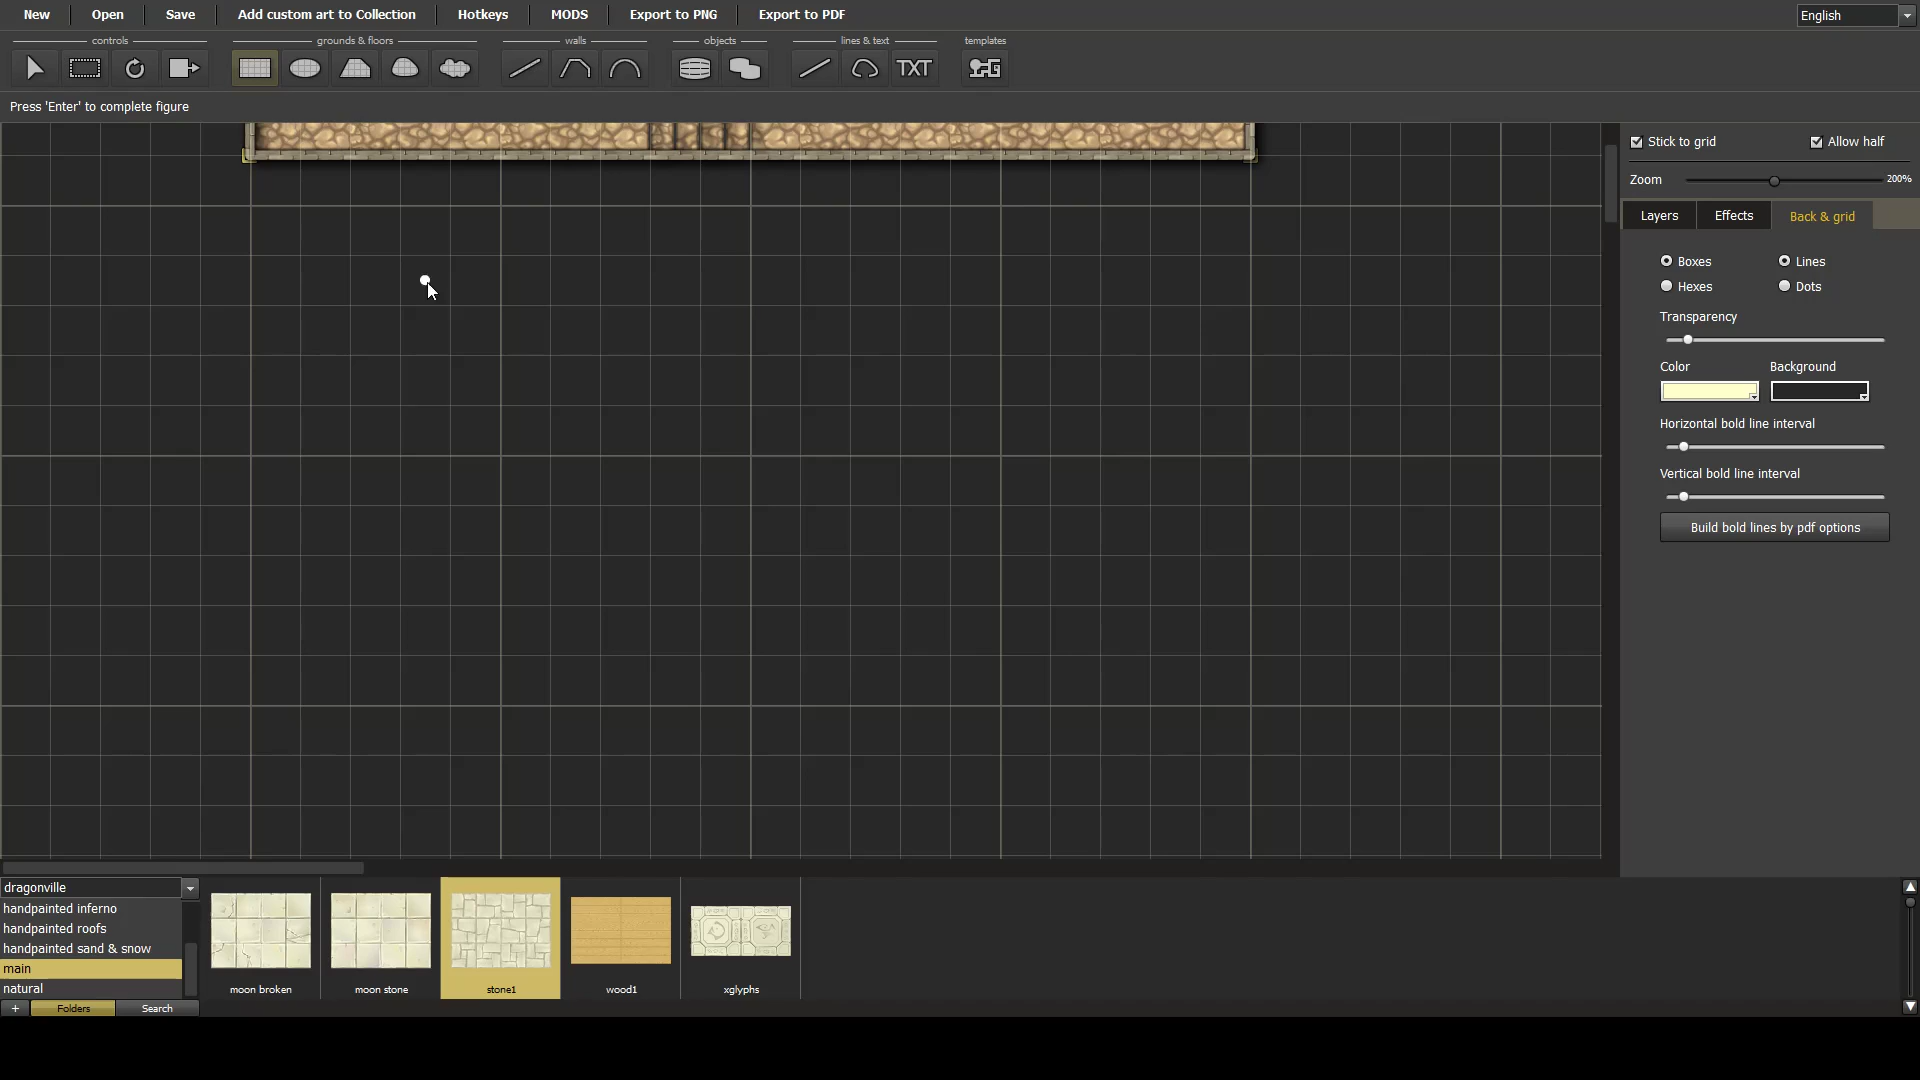 New Open Save Add custom art to Collection Hotkeys MODS Export to PNG Export to PDF English
controls grounds & floors walls objects lines & text templates
TXT
Press 'Enter' to complete figure
Stick to grid Allow half
Zoom 200%
Layers Effects Back & grid
Boxes Lines
Hexes Dots
Transparency
Color Background
Horizontal bold line interval
Vertical bold line interval
Build bold lines by pdf options
dragonville
handpainted inferno
handpainted roofs
handpainted sand & snow
main
natural
+ Folders Search
moon broken moon stone stone1 wood1 xglyphs